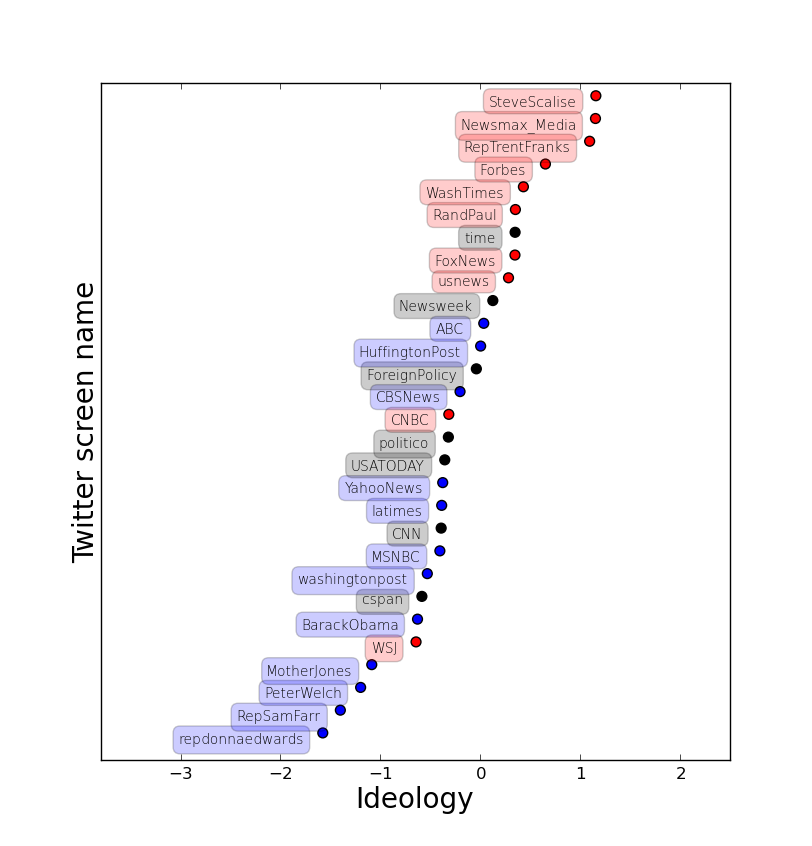 SteveScalise
Newsmax_Media
RepTrentFranks
Forbes
WashTimes
RandPaul
time
FoxNews
usnews
Newsweek
ABC
HuffingtonPost
ForeignPolicy
CBSNews
CNBC
politico
USATODAY
YahooNews
latimes
CNN
MSNBC
washingtonpost
cspan
BarackObama
WSJ
MotherJones
PeterWelch
RepSamFarr
repdonnaedwards
Twitter screen name
−3 −2 −1 0 1 2
Ideology